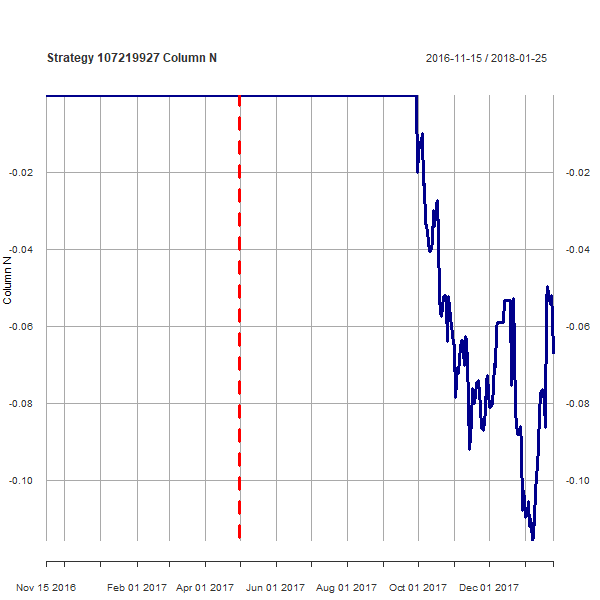 Strategy 107219927 Column N
2016-11-15 / 2018-01-25
Column N
-0.02 -0.02
-0.04 -0.04
-0.06 -0.06
-0.08 -0.08
-0.10 -0.10
Nov 15 2016 Feb 01 2017 Apr 01 2017 Jun 01 2017 Aug 01 2017 Oct 01 2017 Dec 01 2017